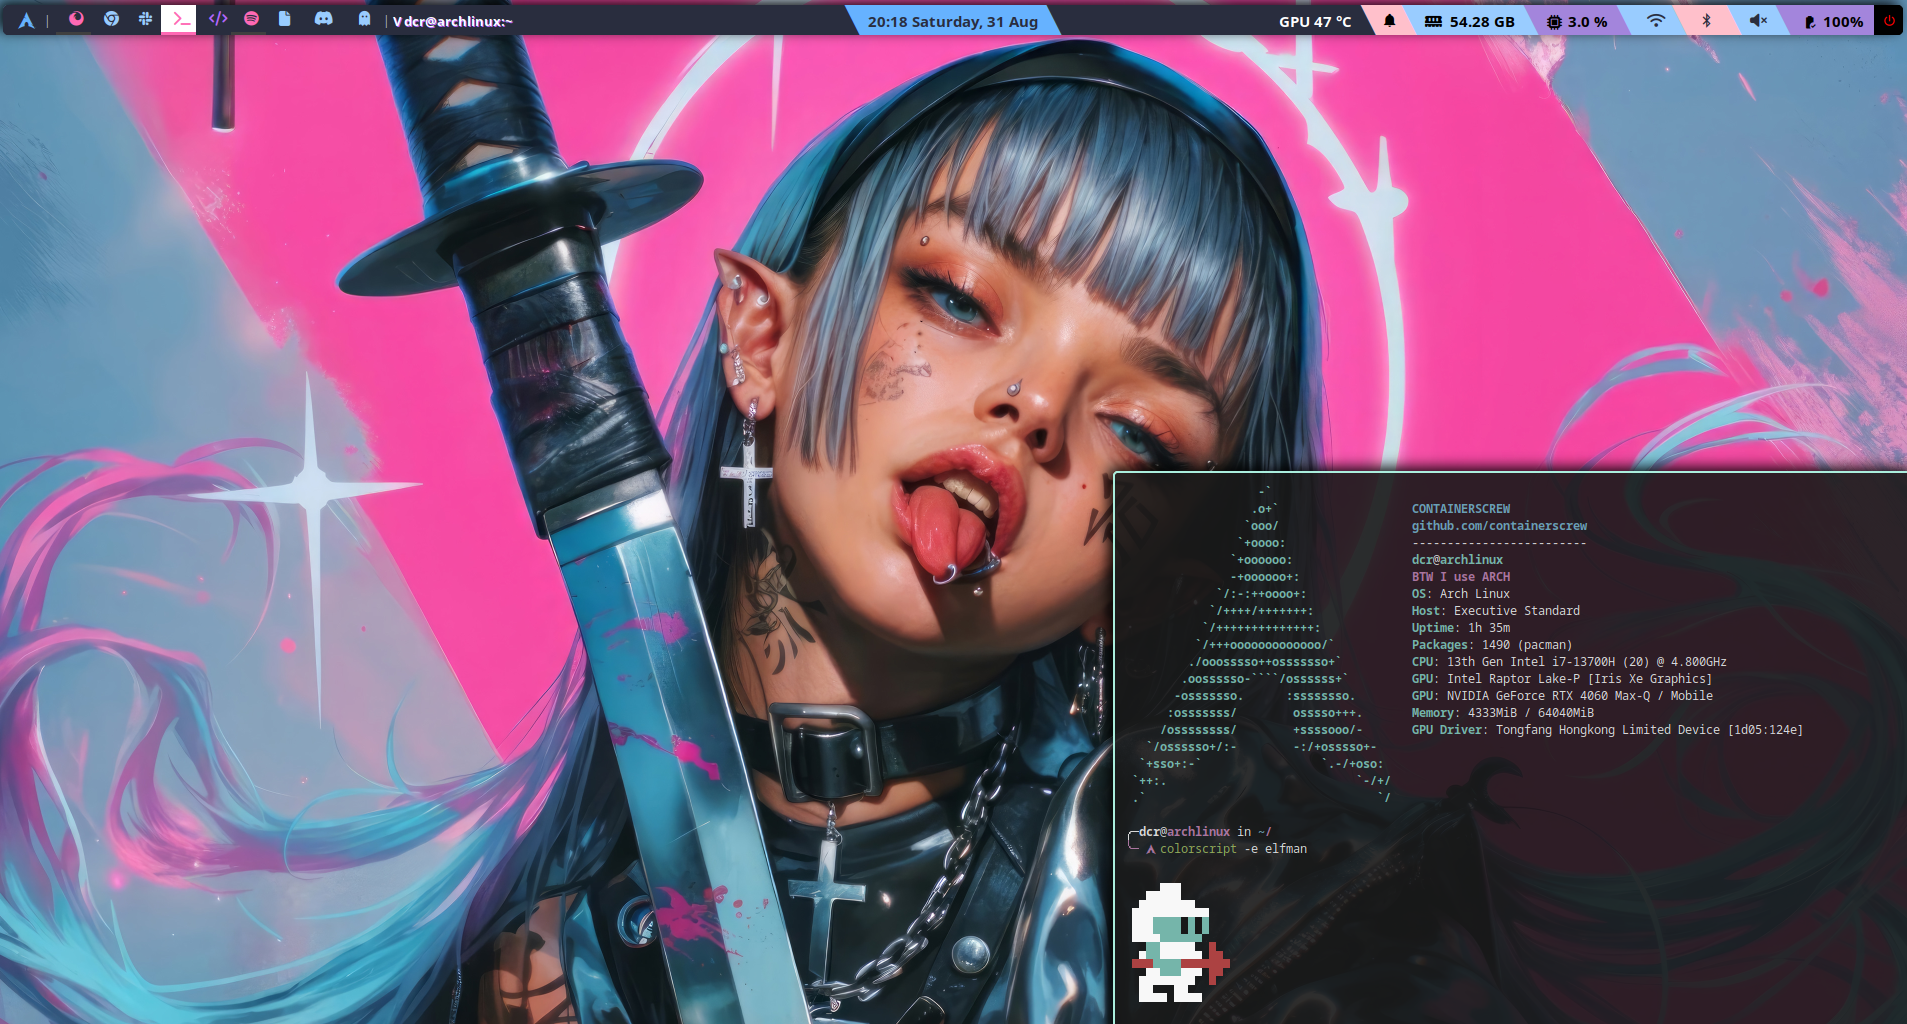 V dcr@archlinux:~
20:18 Saturday, 31 Aug
GPU 47 °C
54.28 GB
3.0 %
100%
-`
.o+`
`ooo/
`+oooo:
`+oooooo:
-+oooooo+:
`/:-:++oooo+:
`/++++/+++++++:
`/++++++++++++++:
`/+++ooooooooooooo/`
./ooosssso++osssssso+`
.oossssso-````/ossssss+`
-osssssso.      :ssssssso.
:osssssss/        osssso+++.
/ossssssss/        +ssssooo/-
`/ossssso+/:-        -:/+osssso+-
`+sso+:-`                 `.-/+oso:
`++:.                           `-/+/
.`                                 `/
CONTAINERSCREW
github.com/containerscrew
-------------------------
dcr@archlinux
BTW I use ARCH
OS: Arch Linux
Host: Executive Standard
Uptime: 1h 35m
Packages: 1490 (pacman)
CPU: 13th Gen Intel i7-13700H (20) @ 4.800GHz
GPU: Intel Raptor Lake-P [Iris Xe Graphics]
GPU: NVIDIA GeForce RTX 4060 Max-Q / Mobile
Memory: 4333MiB / 64040MiB
GPU Driver: Tongfang Hongkong Limited Device [1d05:124e]
dcr@archlinux in ~/
colorscript -e elfman